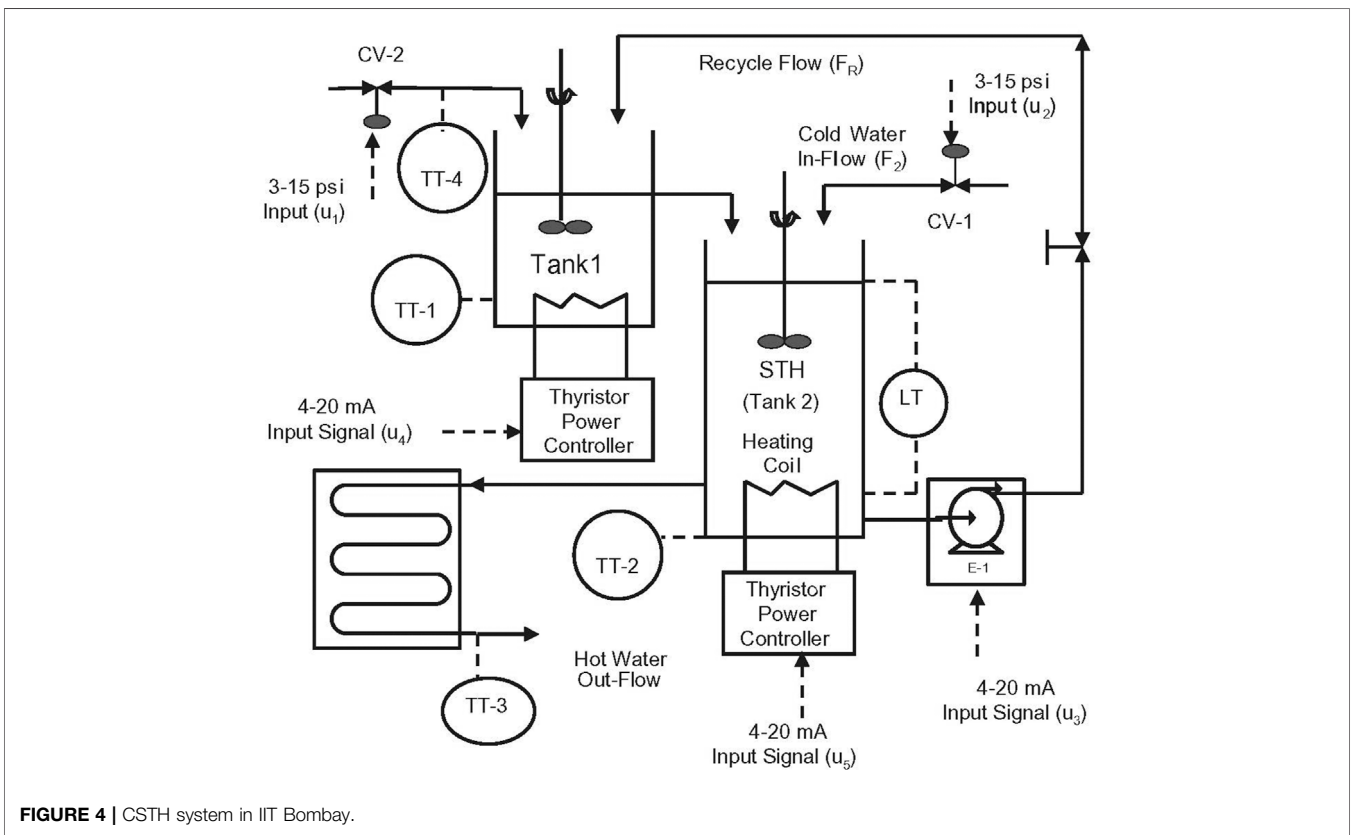 CV-2
Recycle Flow (F_R)
3-15 psi
Input (u_2)
Cold Water
In-Flow (F_2)
TT-4
3-15 psi
Input (u_1)
CV-1
Tank1
TT-1
STH
(Tank 2)
LT
Thyristor
Power
Controller
4-20 mA
Input Signal (u_4)
Heating
Coil
TT-2
E-1
Thyristor
Power
Controller
Hot Water
Out-Flow
TT-3
4-20 mA
Input Signal (u_3)
4-20 mA
Input Signal (u_5)
FIGURE 4 | CSTH system in IIT Bombay.